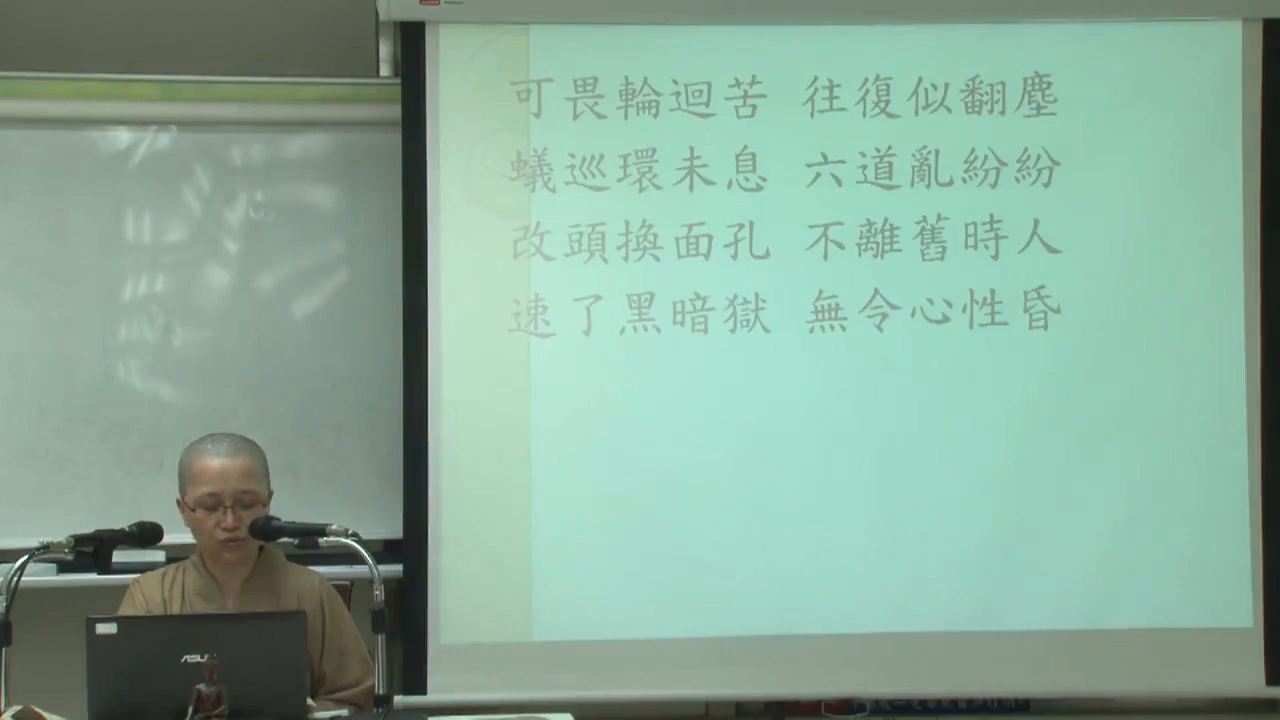 可畏輪迴苦 往復似翻塵
蟻巡環未息 六道亂紛紛
改頭換面孔 不離舊時人
速了黑暗獄 無令心性昏
ASUS